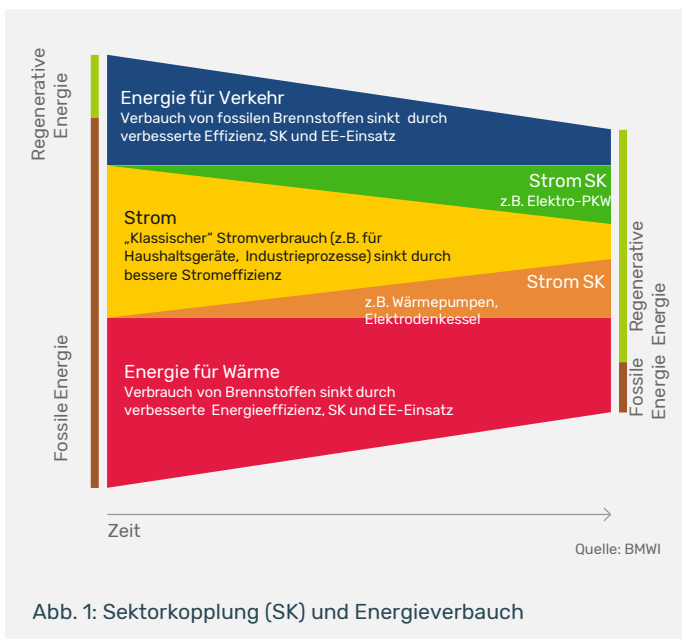 Regenerative
Energie
Fossile Energie
Energie für Verkehr
Verbauch von fossilen Brennstoffen sinkt durch
verbesserte Effizienz, SK und EE-Einsatz
Strom SK
z.B. Elektro-PKW
Strom
„Klassischer“ Stromverbrauch (z.B. für
Haushaltsgeräte, Industrieprozesse) sinkt durch
bessere Stromeffizienz
Strom SK
z.B. Wärmepumpen,
Elektrodenkessel
Energie für Wärme
Verbrauch von Brennstoffen sinkt durch
verbesserte Energieeffizienz, SK und EE-Einsatz
Regenerative
Energie
Fossile
Energie
Zeit
Quelle: BMWI
Abb. 1: Sektorkopplung (SK) und Energieverbauch